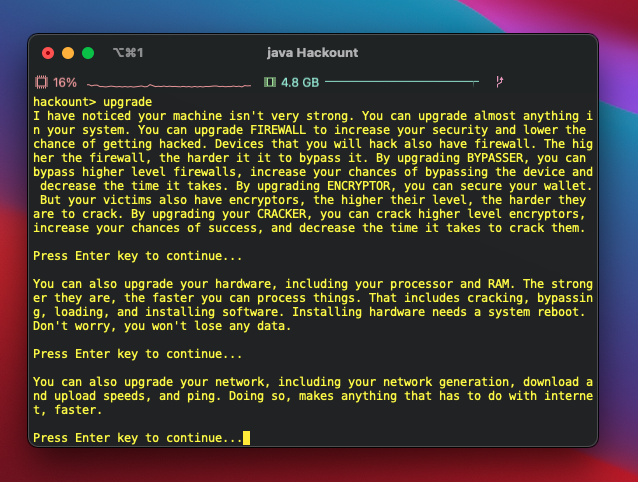 ⌥⌘1
java Hackount
16%
4.8 GB
hackount> upgrade
I have noticed your machine isn't very strong. You can upgrade almost anything i
n your system. You can upgrade FIREWALL to increase your security and lower the
chance of getting hacked. Devices that you will hack also have firewall. The hig
her the firewall, the harder it it to bypass it. By upgrading BYPASSER, you can
bypass higher level firewalls, increase your chances of bypassing the device and
 decrease the time it takes. By upgrading ENCRYPTOR, you can secure your wallet.
 But your victims also have encryptors, the higher their level, the harder they
are to crack. By upgrading your CRACKER, you can crack higher level encryptors,
increase your chances of success, and decrease the time it takes to crack them.
Press Enter key to continue...
You can also upgrade your hardware, including your processor and RAM. The strong
er they are, the faster you can process things. That includes cracking, bypassin
g, loading, and installing software. Installing hardware needs a system reboot.
Don't worry, you won't lose any data.
Press Enter key to continue...
You can also upgrade your network, including your network generation, download a
nd upload speeds, and ping. Doing so, makes anything that has to do with interne
t, faster.
Press Enter key to continue...